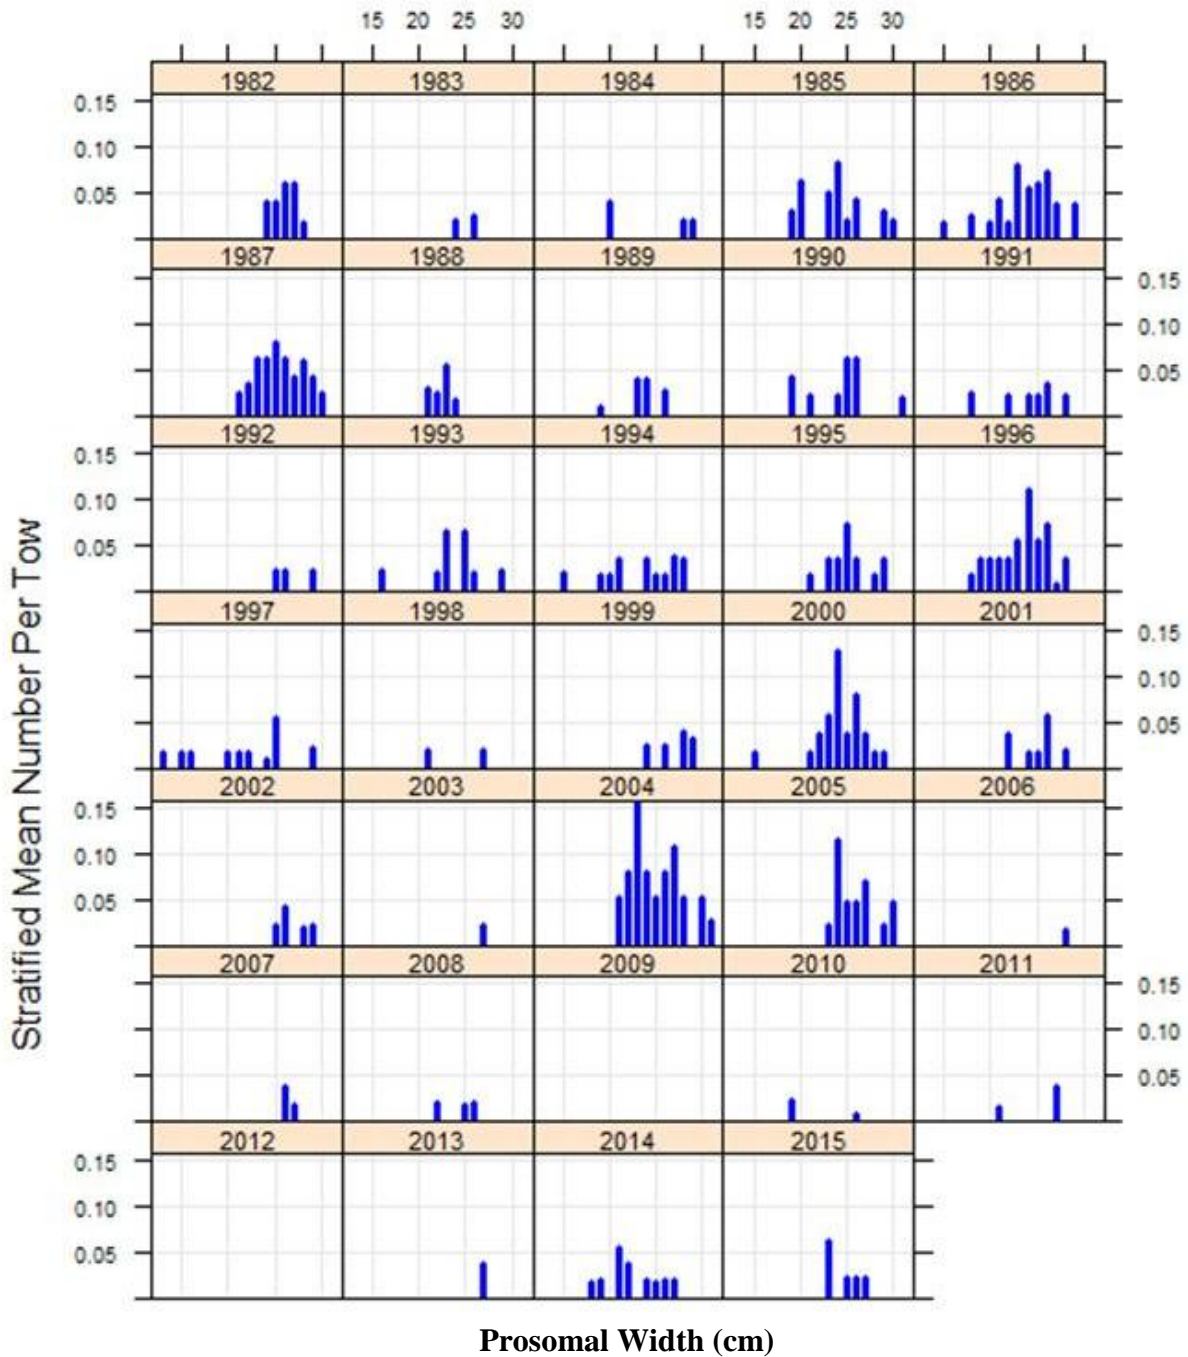 15 20 25 30 15 20 25 30
1982 1983 1984 1985 1986
0.15
0.10
0.05
1987 1988 1989 1990 1991
0.15
0.10
0.05
1992 1993 1994 1995 1996
0.15
0.10
0.05
1997 1998 1999 2000 2001
0.15
0.10
0.05
2002 2003 2004 2005 2006
0.15
0.10
0.05
2007 2008 2009 2010 2011
0.15
0.10
0.05
2012 2013 2014 2015
0.15
0.10
0.05
Stratified Mean Number Per Tow
Prosomal Width (cm)